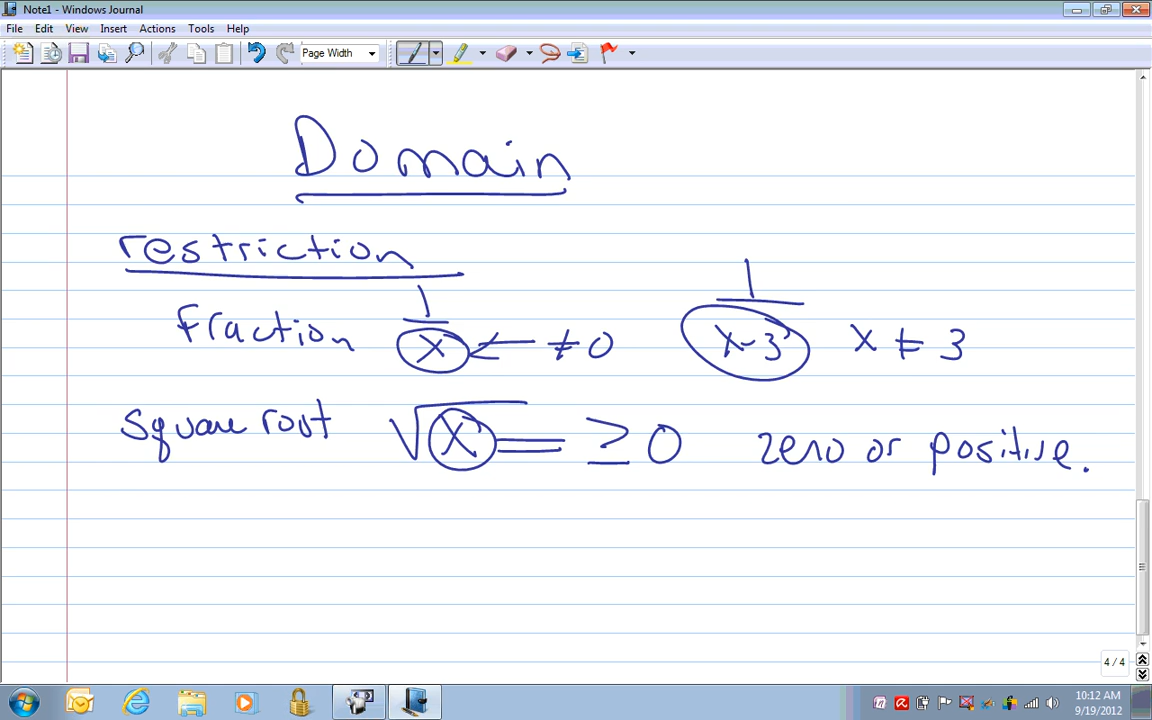 Note1 - Windows Journal
File Edit View Insert Actions Tools Help
Page Width
Domain
restriction
Fraction 1/x ← ≠ 0 1/(x-3) x ≠ 3
Square root √x = ≥ 0 zero or positive.
4 / 4
10:12 AM
9/19/2012